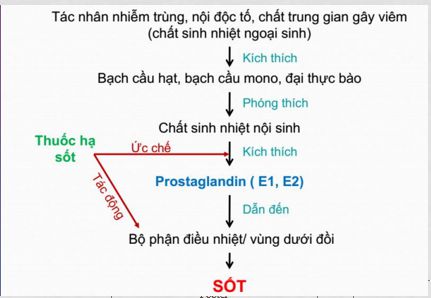 Tác nhân nhiễm trùng, nội độc tố, chất trung gian gây viêm
(chất sinh nhiệt ngoại sinh)
Kích thích
Bạch cầu hạt, bạch cầu mono, đại thực bào
Phóng thích
Chất sinh nhiệt nội sinh
Thuốc hạ
sốt
Ức chế
Kích thích
Prostaglandin ( E1, E2)
Tác động
Dẫn đến
Bộ phận điều nhiệt/ vùng dưới đồi
SỐT